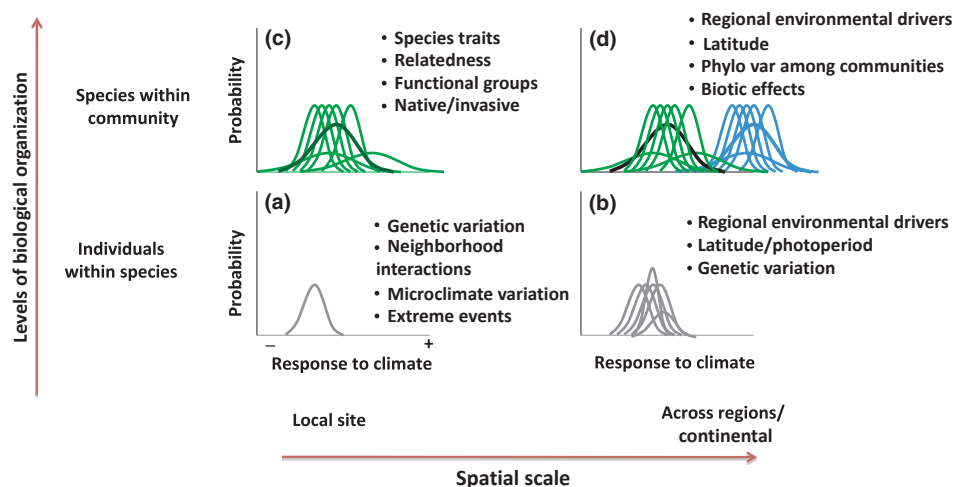 Levels of biological organization
Species within
community
Individuals
within species
(c)
Probability
• Species traits
• Relatedness
• Functional groups
• Native/invasive
(d)
• Regional environmental drivers
• Latitude
• Phylo var among communities
• Biotic effects
(a)
Probability
• Genetic variation
• Neighborhood
interactions
• Microclimate variation
• Extreme events
– +
Response to climate
(b)
• Regional environmental drivers
• Latitude/photoperiod
• Genetic variation
Response to climate
Local site
Across regions/
continental
Spatial scale